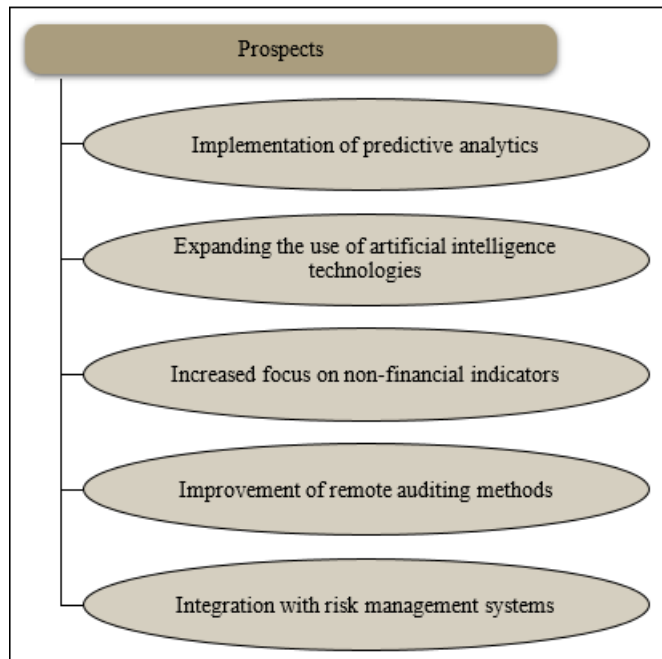 Prospects
Implementation of predictive analytics
Expanding the use of artificial intelligence
technologies
Increased focus on non-financial indicators
Improvement of remote auditing methods
Integration with risk management systems